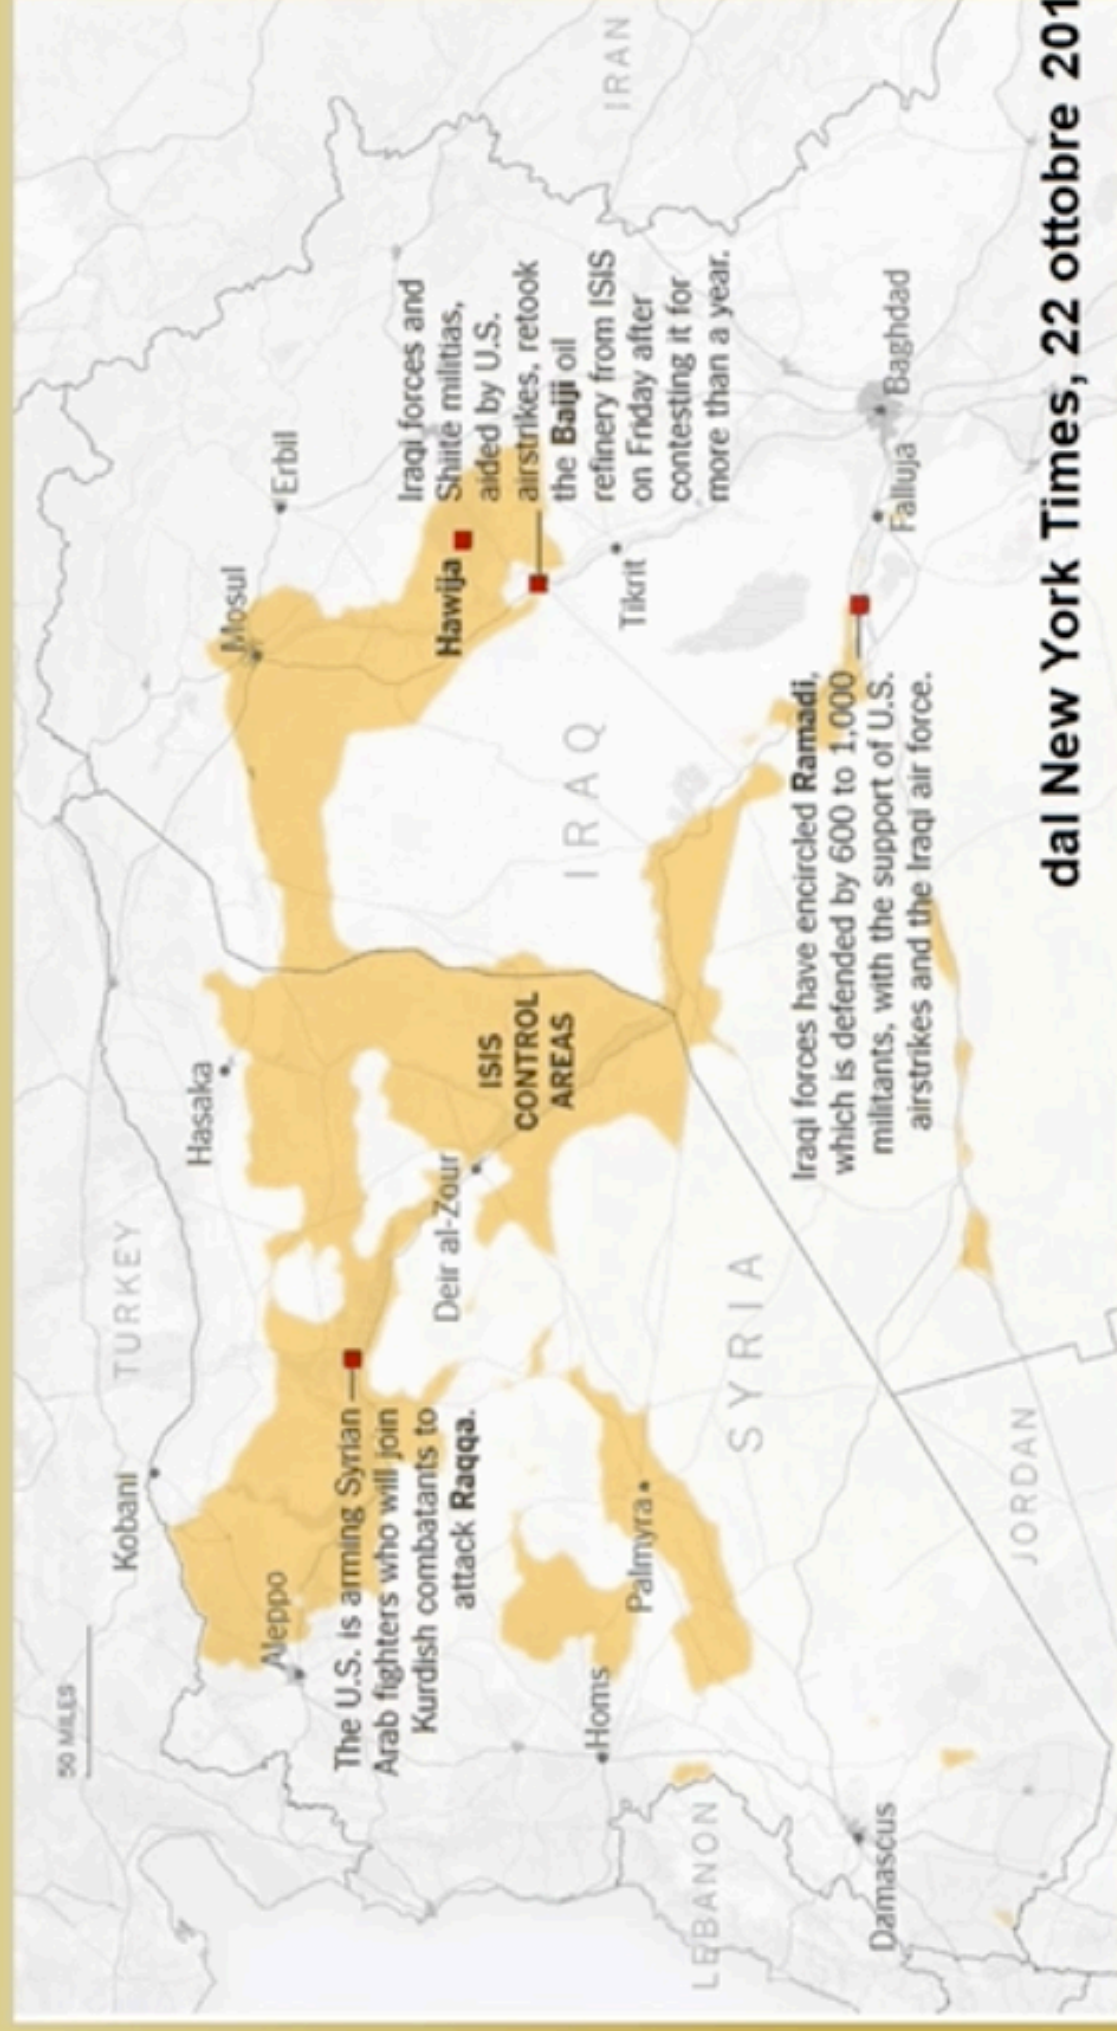 50 MILES
TURKEY
Kobani
Hasaka
Mosul
Erbil
Aleppo
The U.S. is arming Syrian
Arab fighters who will join
Kurdish combatants to
attack Raqqa.
Deir al-Zour
ISIS
CONTROL
AREAS
Hawija
Iraqi forces and
Shiite militias,
aided by U.S.
airstrikes, retook
the Baiji oil
refinery from ISIS
on Friday after
contesting it for
more than a year.
IRAN
Homs
Palmyra
IRAQ
Tikrit
LEBANON
SYRIA
Damascus
Iraqi forces have encircled Ramadi,
which is defended by 600 to 1,000
militants, with the support of U.S.
airstrikes and the Iraqi air force.
Falluja
Baghdad
JORDAN
dal New York Times, 22 ottobre 201